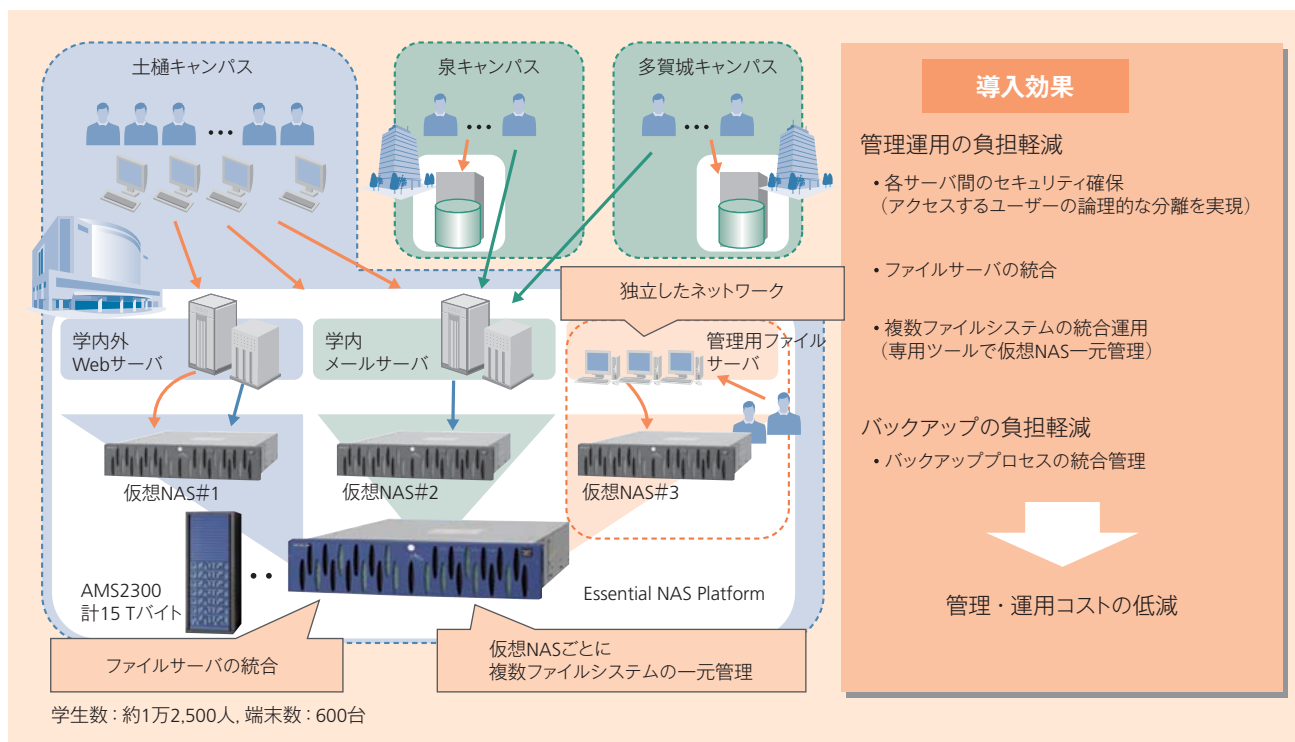 土樋キャンパス
泉キャンパス
多賀城キャンパス
独立したネットワーク
学内外
Webサーバ
学内
メールサーバ
管理用ファイル
サーバ
仮想NAS#1
仮想NAS#2
仮想NAS#3
AMS2300
計15 Tバイト
Essential NAS Platform
ファイルサーバの統合
仮想NASごとに
複数ファイルシステムの一元管理
学生数：約1万2,500人, 端末数：600台
導入効果
管理運用の負担軽減
・各サーバ間のセキュリティ確保
（アクセスするユーザーの論理的な分離を実現）
・ファイルサーバの統合
・複数ファイルシステムの統合運用
（専用ツールで仮想NAS一元管理）
バックアップの負担軽減
・バックアッププロセスの統合管理
管理・運用コストの低減